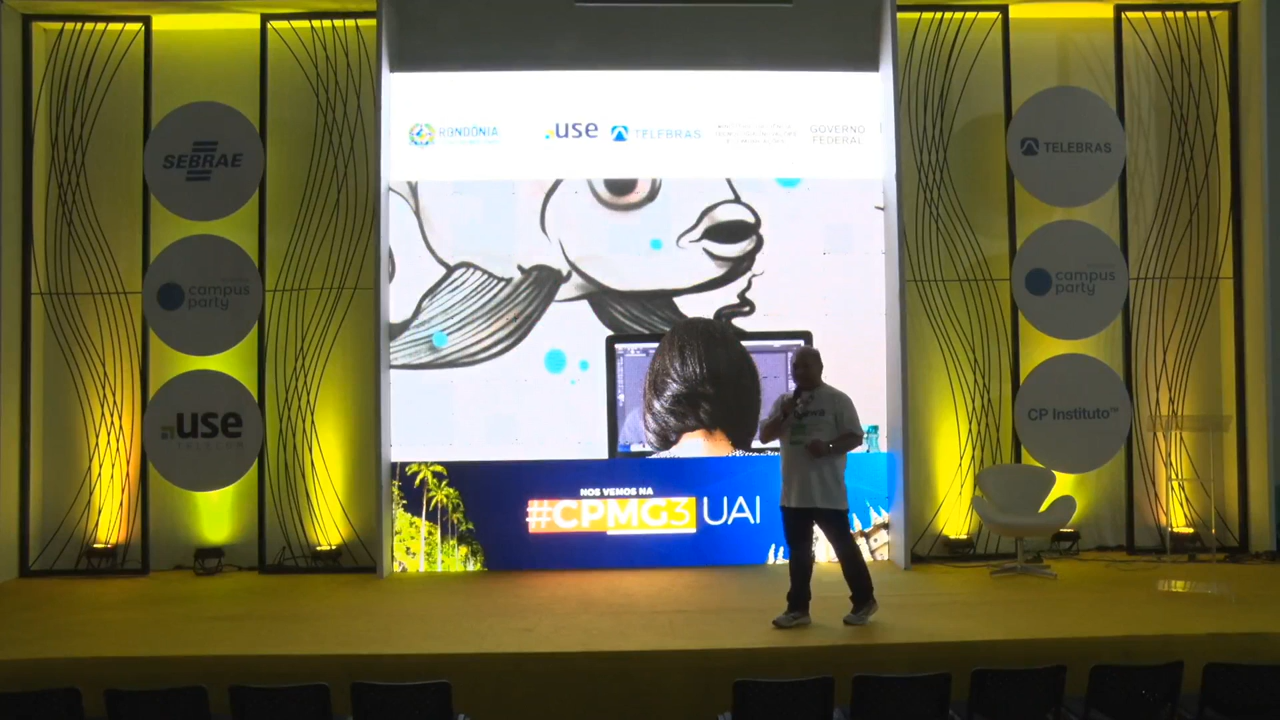 RONDÔNIA
use
TELEBRAS
GOVERNO
FEDERAL
SEBRAE
campus
party
use
TELECOM
NOS VEMOS NA
#CPMG3 UAI
TELEBRAS
campus
party
CP Instituto